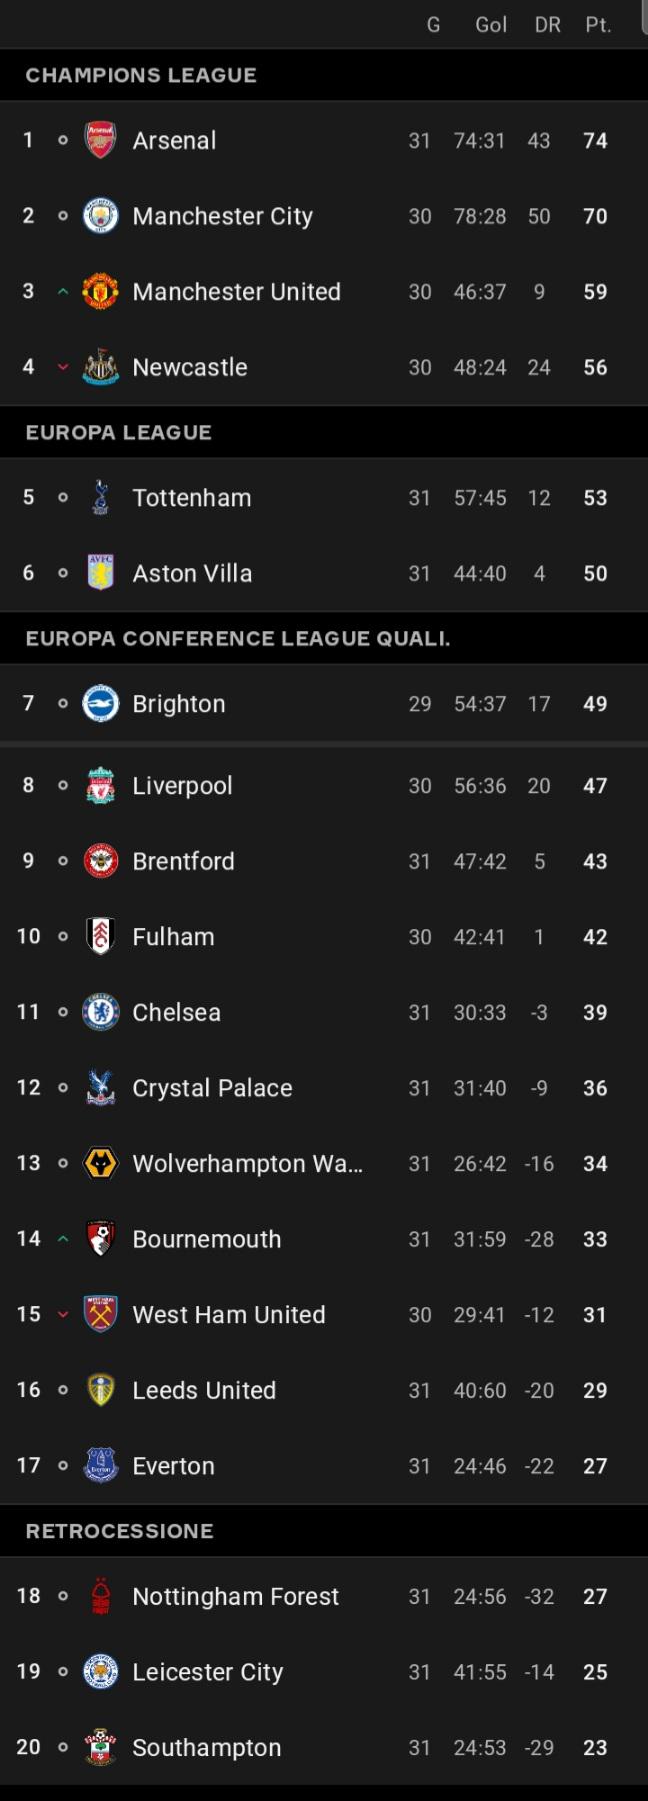 G Gol DR Pt.
CHAMPIONS LEAGUE
1 Arsenal 31 74:31 43 74
2 Manchester City 30 78:28 50 70
3 Manchester United 30 46:37 9 59
4 Newcastle 30 48:24 24 56
EUROPA LEAGUE
5 Tottenham 31 57:45 12 53
6 Aston Villa 31 44:40 4 50
EUROPA CONFERENCE LEAGUE QUALI.
7 Brighton 29 54:37 17 49
8 Liverpool 30 56:36 20 47
9 Brentford 31 47:42 5 43
10 Fulham 30 42:41 1 42
11 Chelsea 31 30:33 -3 39
12 Crystal Palace 31 31:40 -9 36
13 Wolverhampton Wa... 31 26:42 -16 34
14 Bournemouth 31 31:59 -28 33
15 West Ham United 30 29:41 -12 31
16 Leeds United 31 40:60 -20 29
17 Everton 31 24:46 -22 27
RETROCESSIONE
18 Nottingham Forest 31 24:56 -32 27
19 Leicester City 31 41:55 -14 25
20 Southampton 31 24:53 -29 23